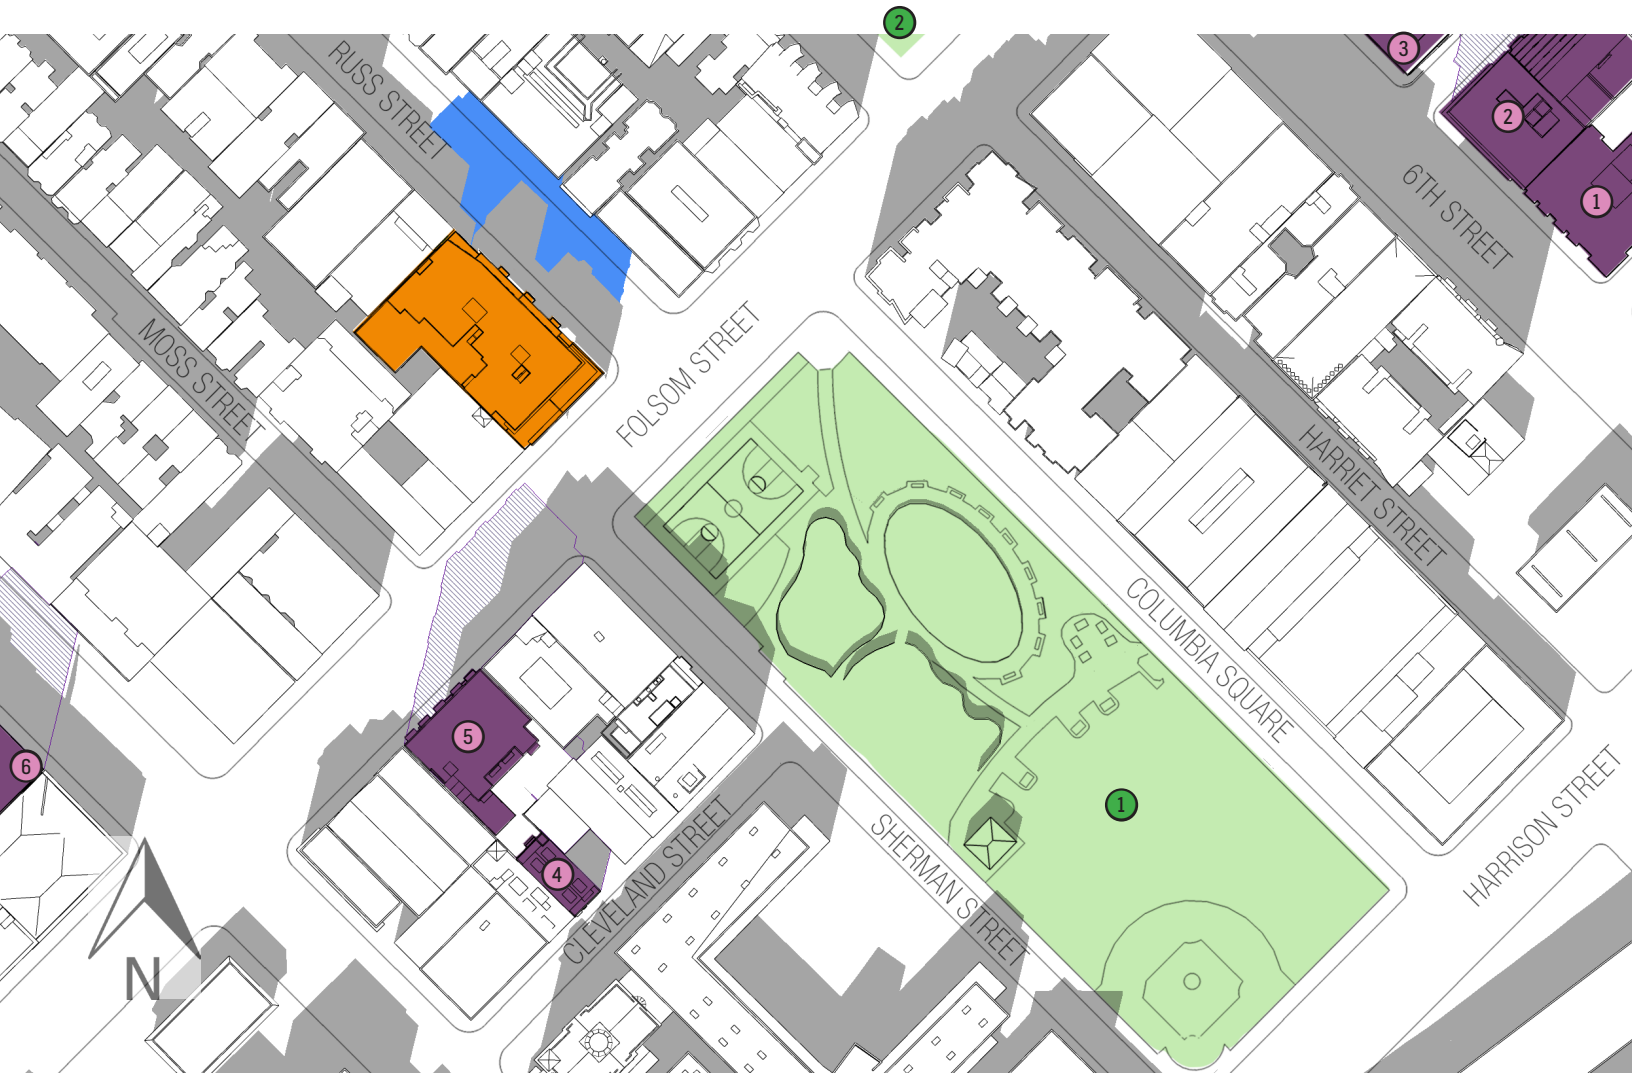 2
RUSS STREET
3
2
1
6TH STREET
MOSS STREET
FOLSOM STREET
HARRIET STREET
COLUMBIA SQUARE
5
6
1
HARRISON STREET
4
CLEVELAND STREET
SHERMAN STREET
N